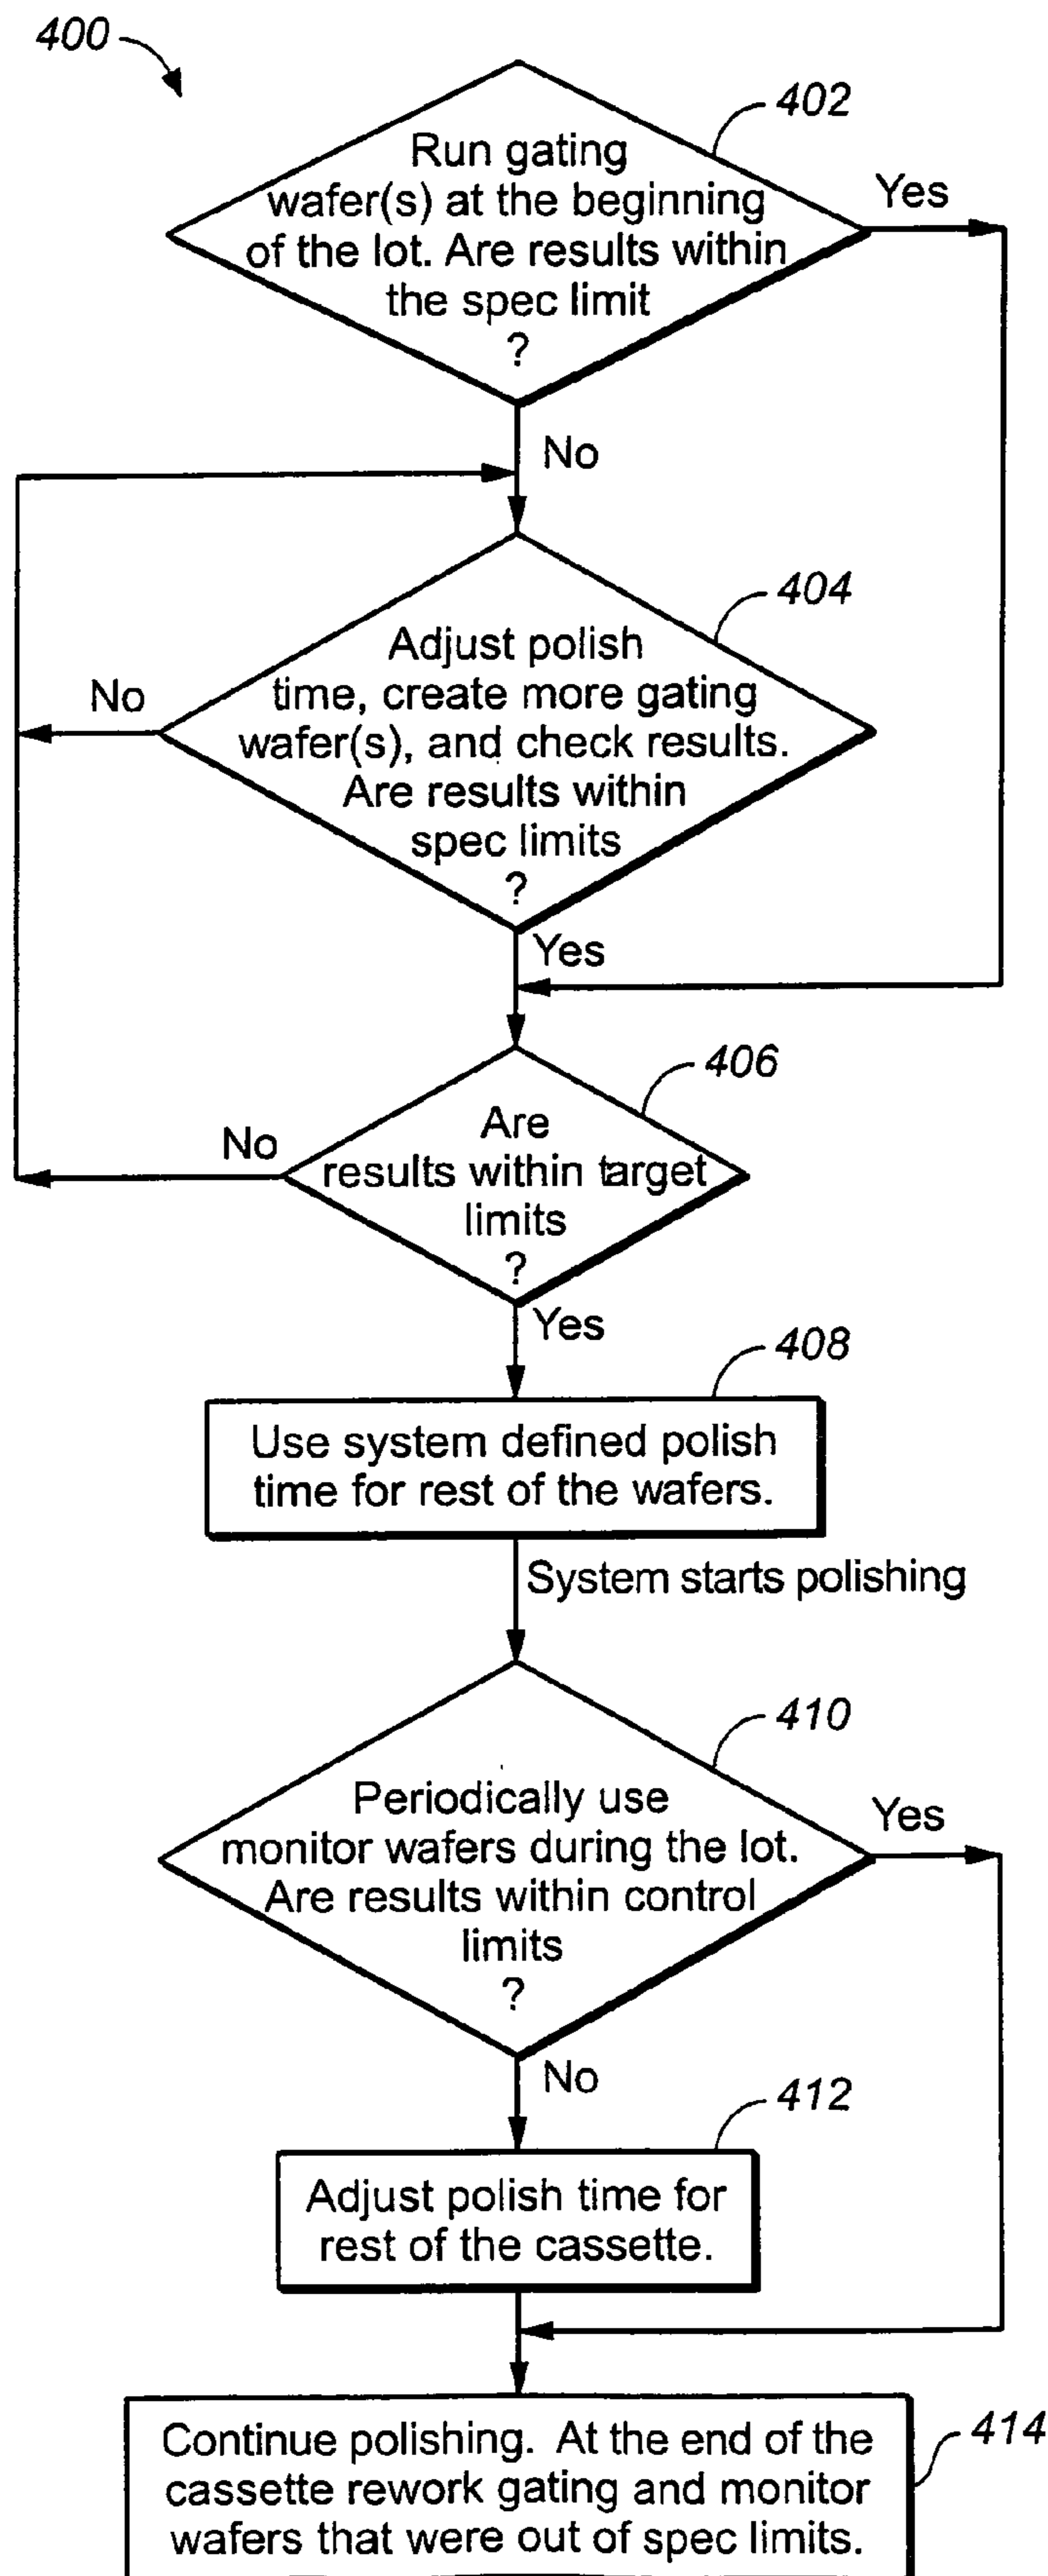 400
402
Run gating
wafer(s) at the beginning
of the lot. Are results within
the spec limit
?
Yes
No
404
Adjust polish
time, create more gating
wafer(s), and check results.
Are results within
spec limits
?
No
Yes
406
Are
results within target
limits
?
No
Yes
408
Use system defined polish
time for rest of the wafers.
System starts polishing
410
Periodically use
monitor wafers during the lot.
Are results within control
limits
?
Yes
No
412
Adjust polish time for
rest of the cassette.
414
Continue polishing. At the end of the
cassette rework gating and monitor
wafers that were out of spec limits.